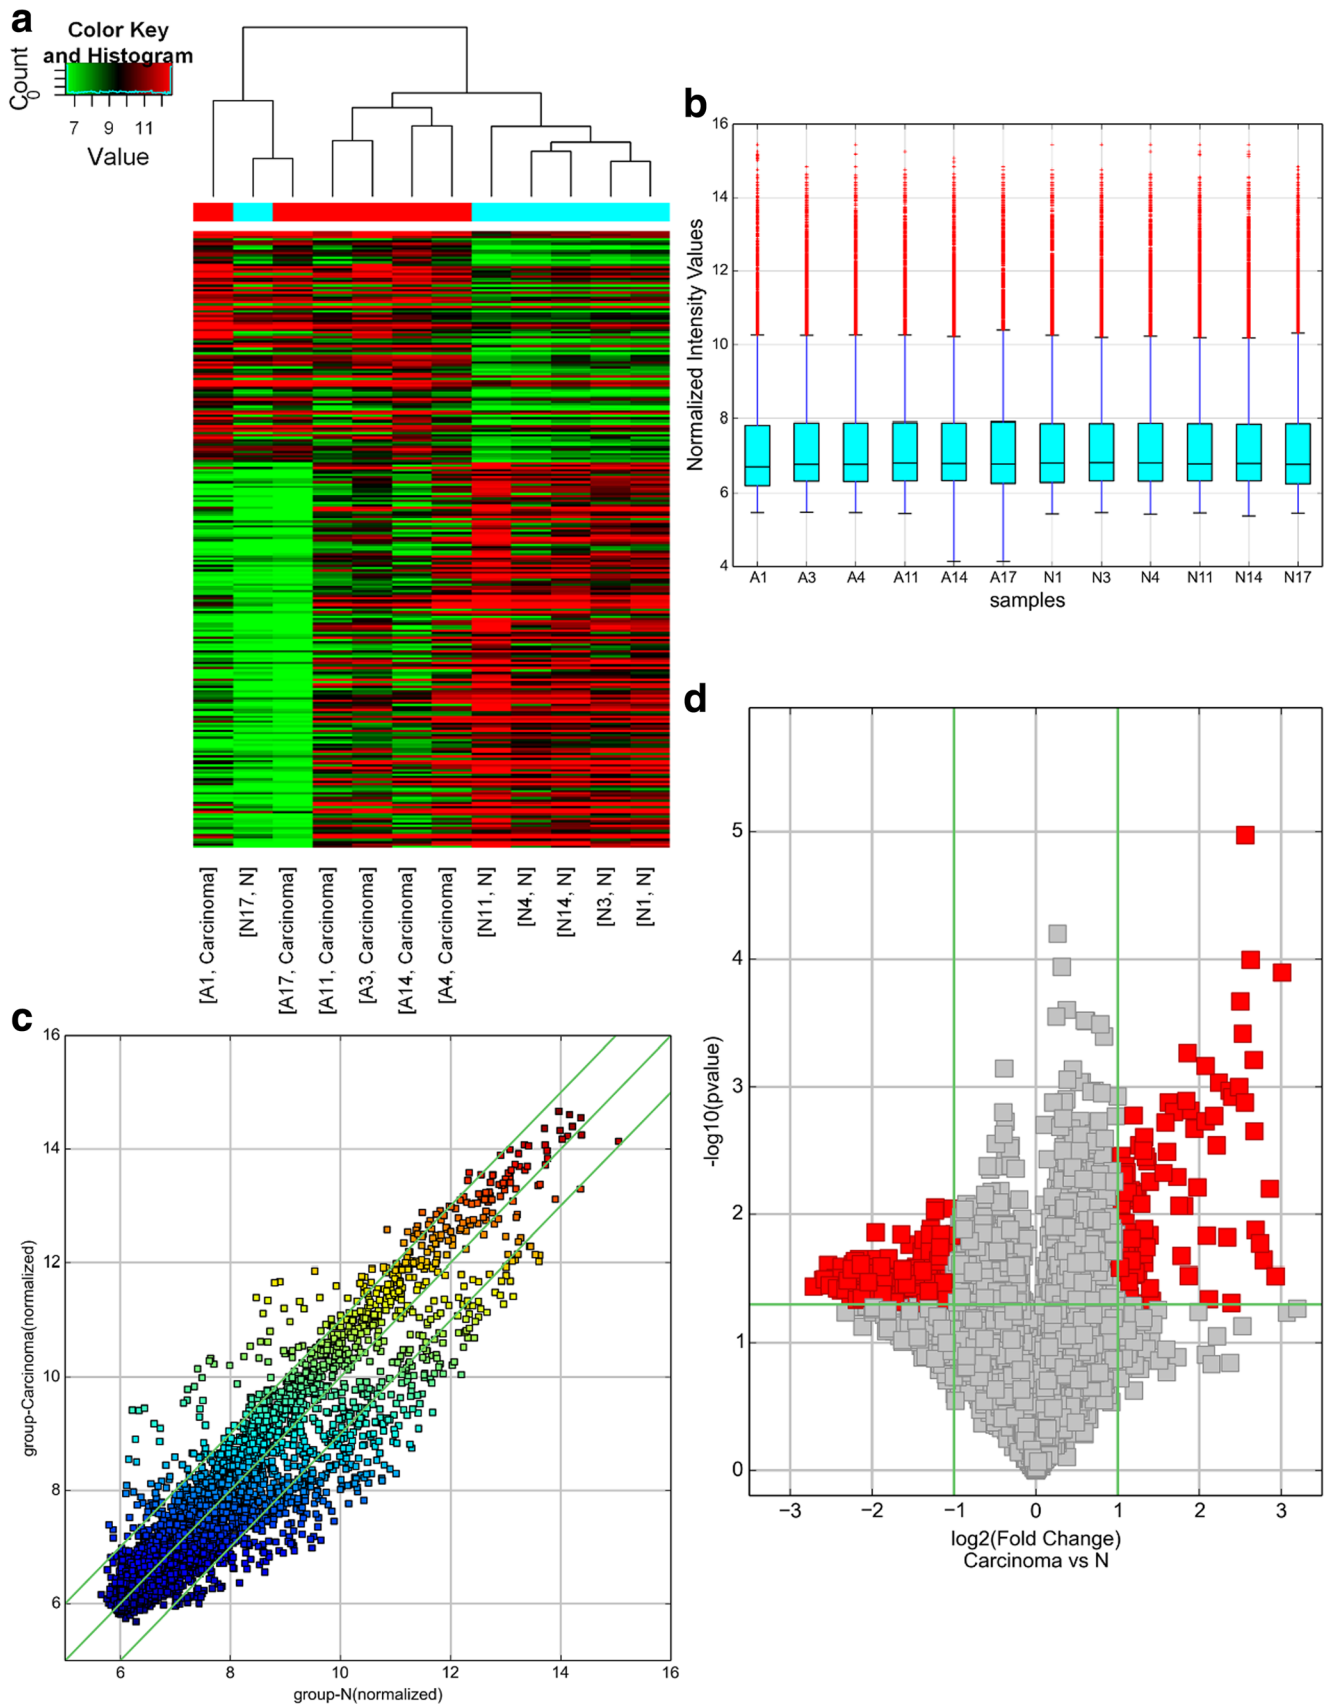 a
Color Key
and Histogram
Count
0
7 9 11
Value
[A1, Carcinoma]
[N17, N]
[A17, Carcinoma]
[A11, Carcinoma]
[A3, Carcinoma]
[A14, Carcinoma]
[A4, Carcinoma]
[N11, N]
[N4, N]
[N14, N]
[N3, N]
[N1, N]
b
Normalized Intensity Values
16
14
12
10
8
6
4
A1 A3 A4 A11 A14 A17 N1 N3 N4 N11 N14 N17
samples
c
group-Carcinoma(normalized)
16
14
12
10
8
6
6 8 10 12 14 16
group-N(normalized)
d
-log10(pvalue)
5
4
3
2
1
0
−3 −2 −1 0 1 2 3
log2(Fold Change)
Carcinoma vs N